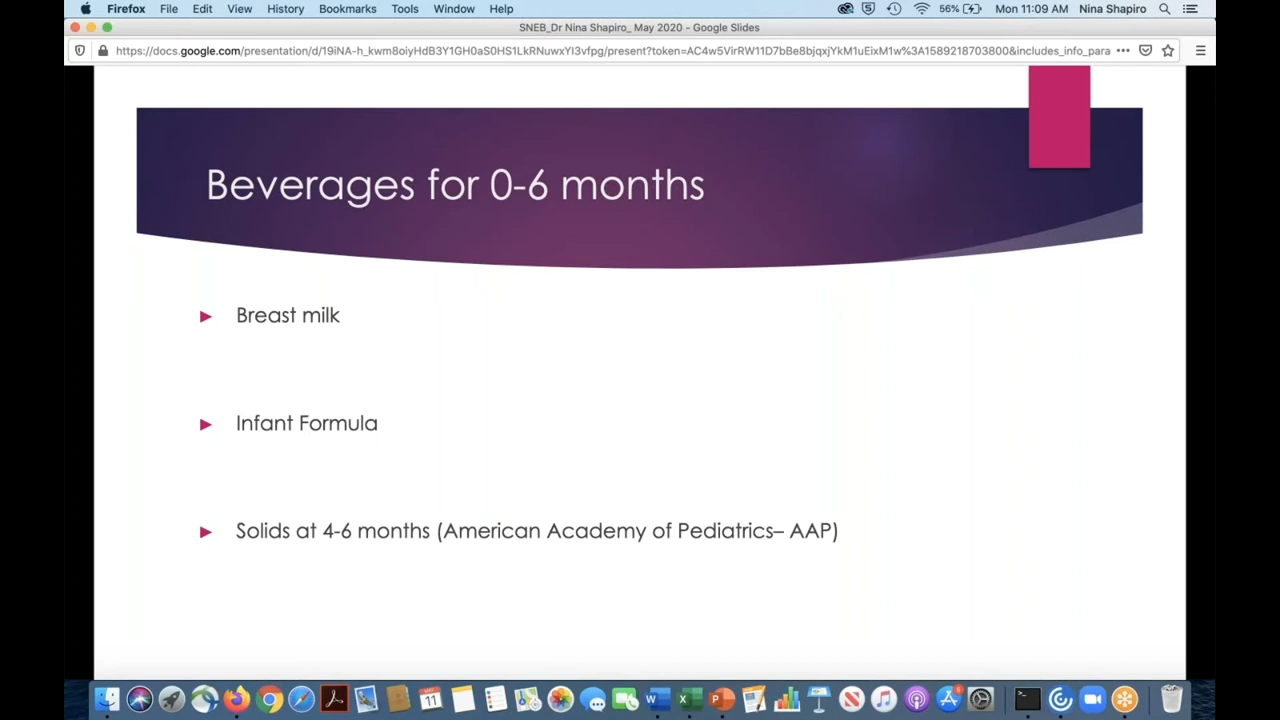 Firefox File Edit View History Bookmarks Tools Window Help 56% Mon 11:09 AM Nina Shapiro
SNEB_Dr Nina Shapiro_ May 2020 - Google Slides
Beverages for 0-6 months
Breast milk
Infant Formula
Solids at 4-6 months (American Academy of Pediatrics– AAP)